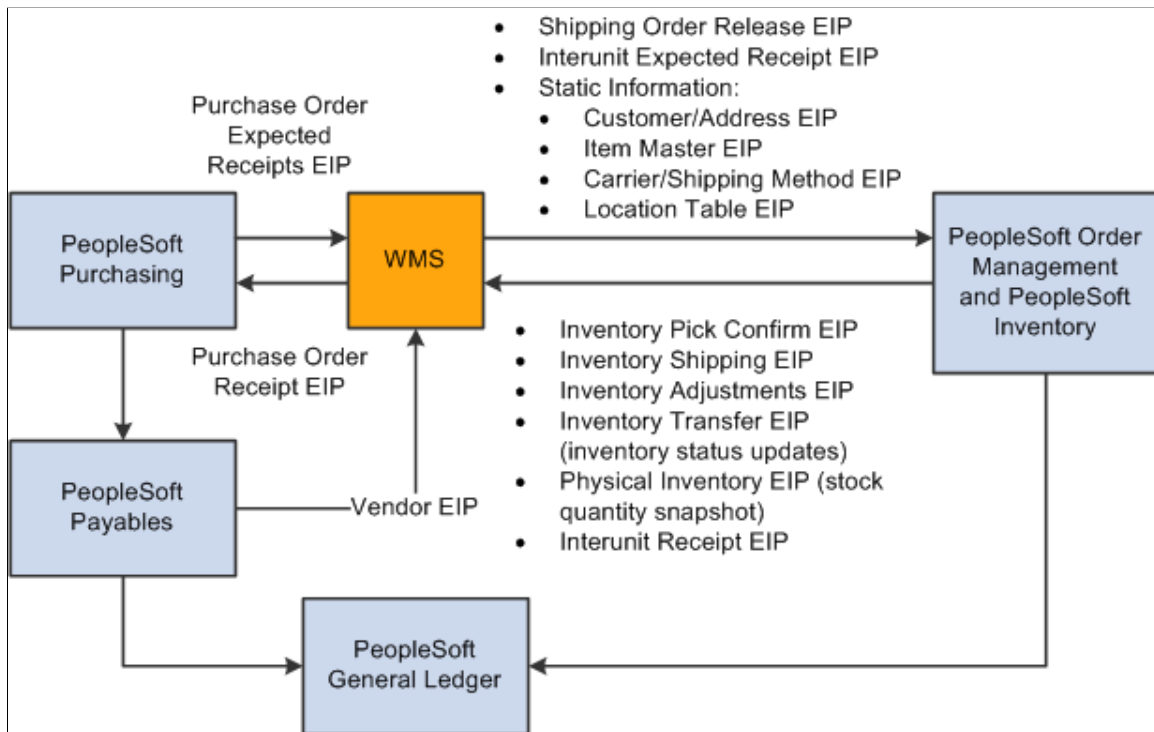 • Shipping Order Release EIP
• Interunit Expected Receipt EIP
• Static Information:
• Customer/Address EIP
• Item Master EIP
• Carrier/Shipping Method EIP
• Location Table EIP
Purchase Order
Expected
Receipts EIP
PeopleSoft
Purchasing
WMS
PeopleSoft Order
Management
and PeopleSoft
Inventory
Purchase Order
Receipt EIP
• Inventory Pick Confirm EIP
• Inventory Shipping EIP
• Inventory Adjustments EIP
• Inventory Transfer EIP
(inventory status updates)
• Physical Inventory EIP (stock
quantity snapshot)
• Interunit Receipt EIP
PeopleSoft
Payables
Vendor EIP
PeopleSoft
General Ledger